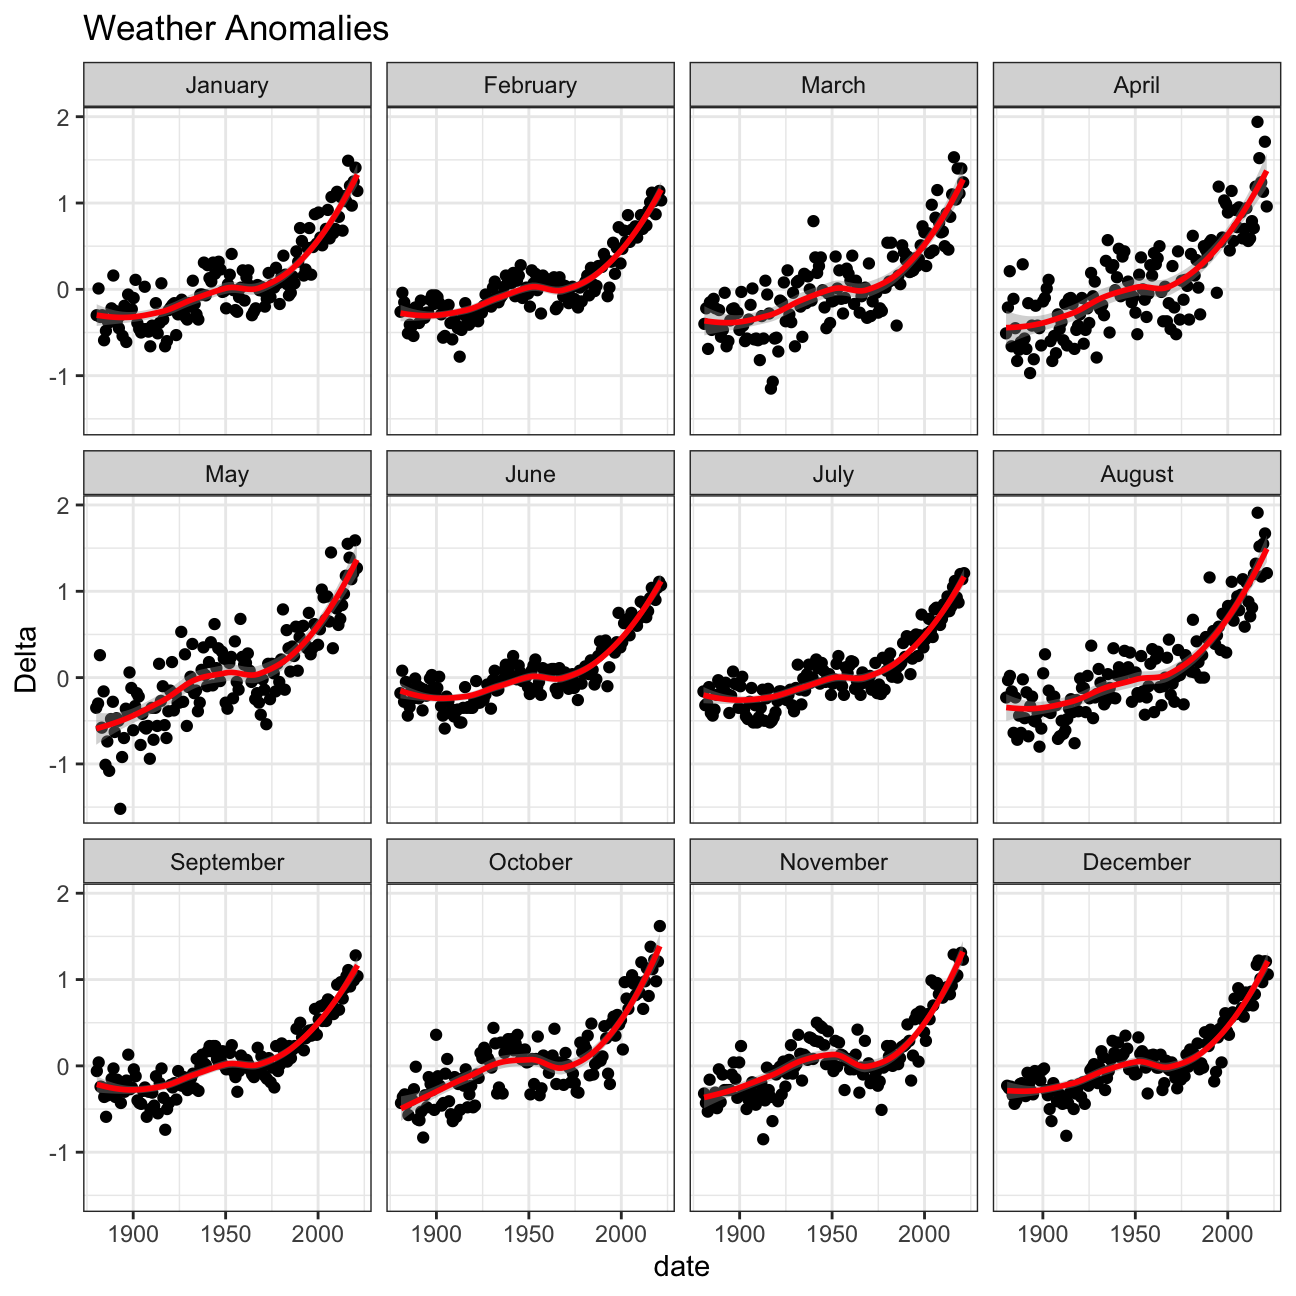 Weather Anomalies
January February March April
2
1
0
-1
May June July August
2
1
0
-1
Delta
September October November December
2
1
0
-1
1900 1950 2000 1900 1950 2000 1900 1950 2000 1900 1950 2000
date